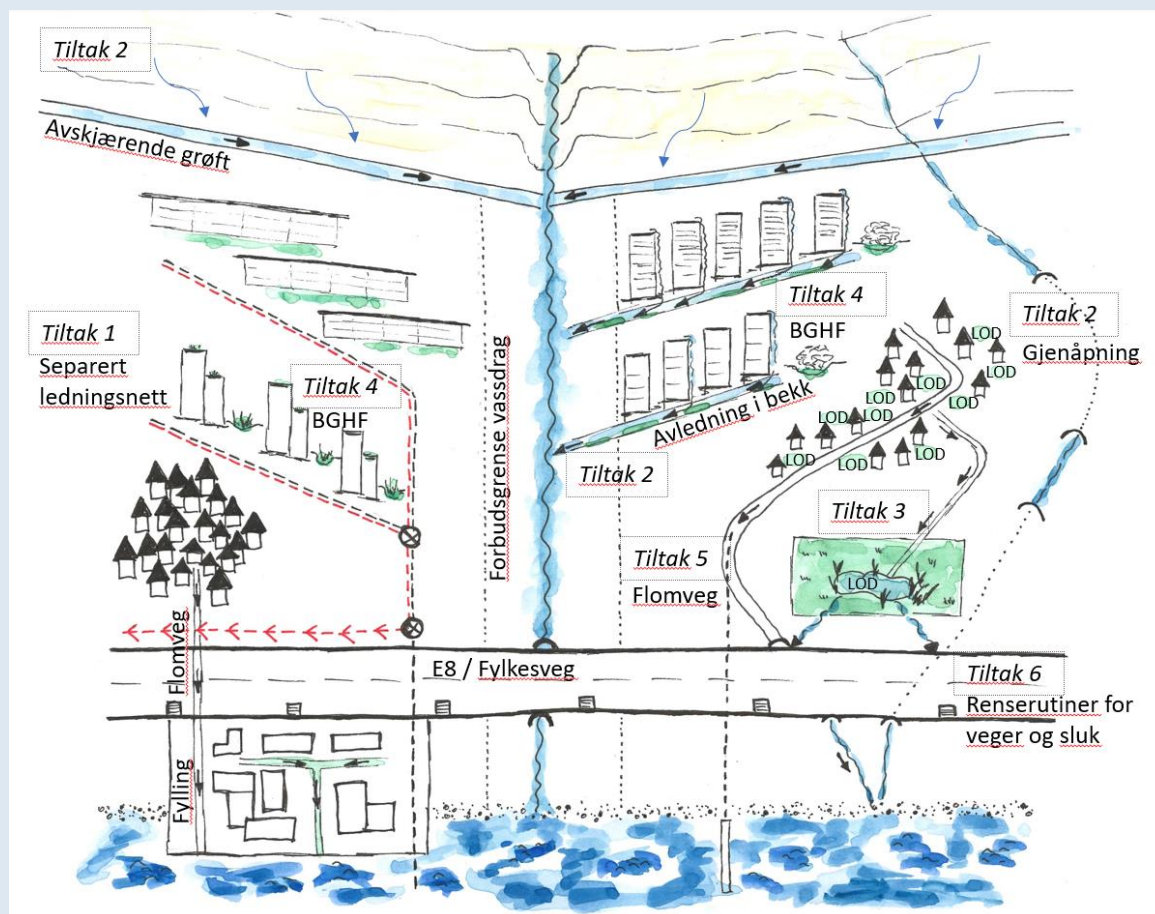 Tiltak 2
Avskjærende grøft
Tiltak 1
Separert
ledningsnett
Tiltak 4
BGHF
Forbudsgrense vassdrag
Tiltak 4
BGHF
Avledning i bekk
Tiltak 2
Tiltak 2
Gjenåpning
LOD
LOD
LOD
LOD
LOD
LOD
LOD
LOD
LOD
LOD
Tiltak 3
LOD
Tiltak 5
Flomveg
Flomveg
E8 / Fylkesveg
Tiltak 6
Renserutiner for
veger og sluk
Fylling